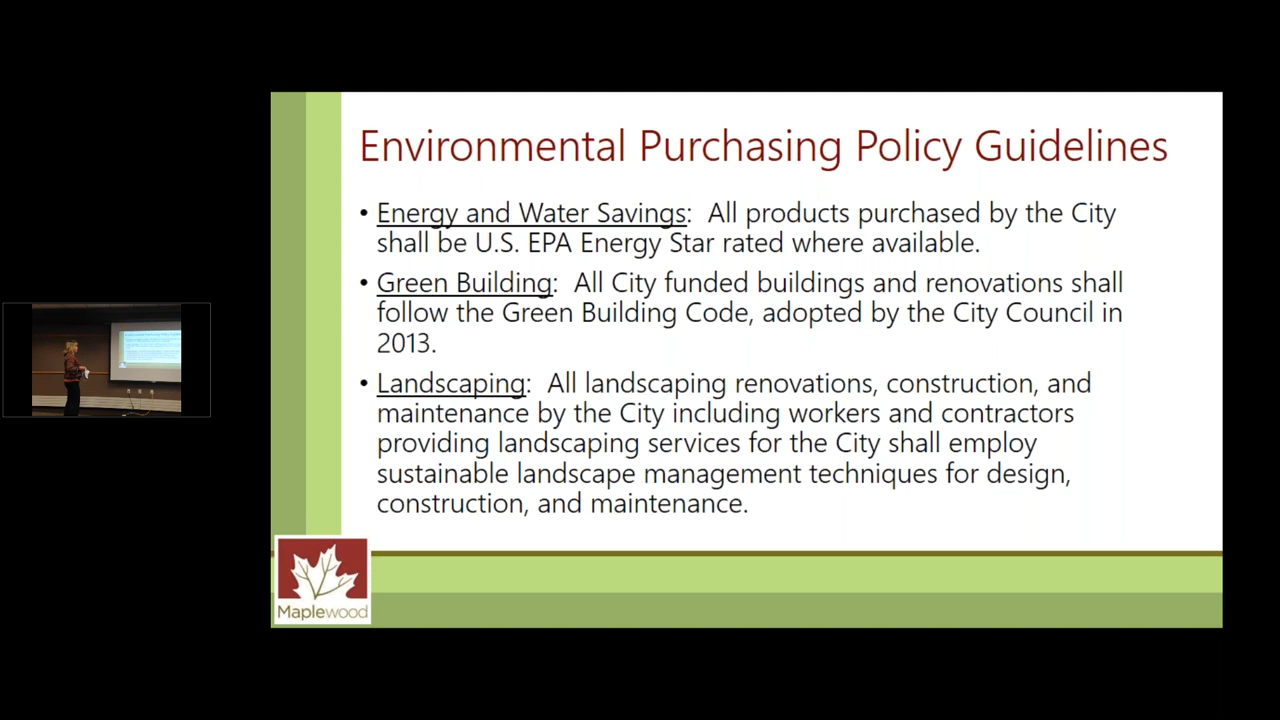 Environmental Purchasing Policy Guidelines
• Energy and Water Savings: All products purchased by the City
shall be U.S. EPA Energy Star rated where available.
• Green Building: All City funded buildings and renovations shall
follow the Green Building Code, adopted by the City Council in
2013.
• Landscaping: All landscaping renovations, construction, and
maintenance by the City including workers and contractors
providing landscaping services for the City shall employ
sustainable landscape management techniques for design,
construction, and maintenance.
Maplewood